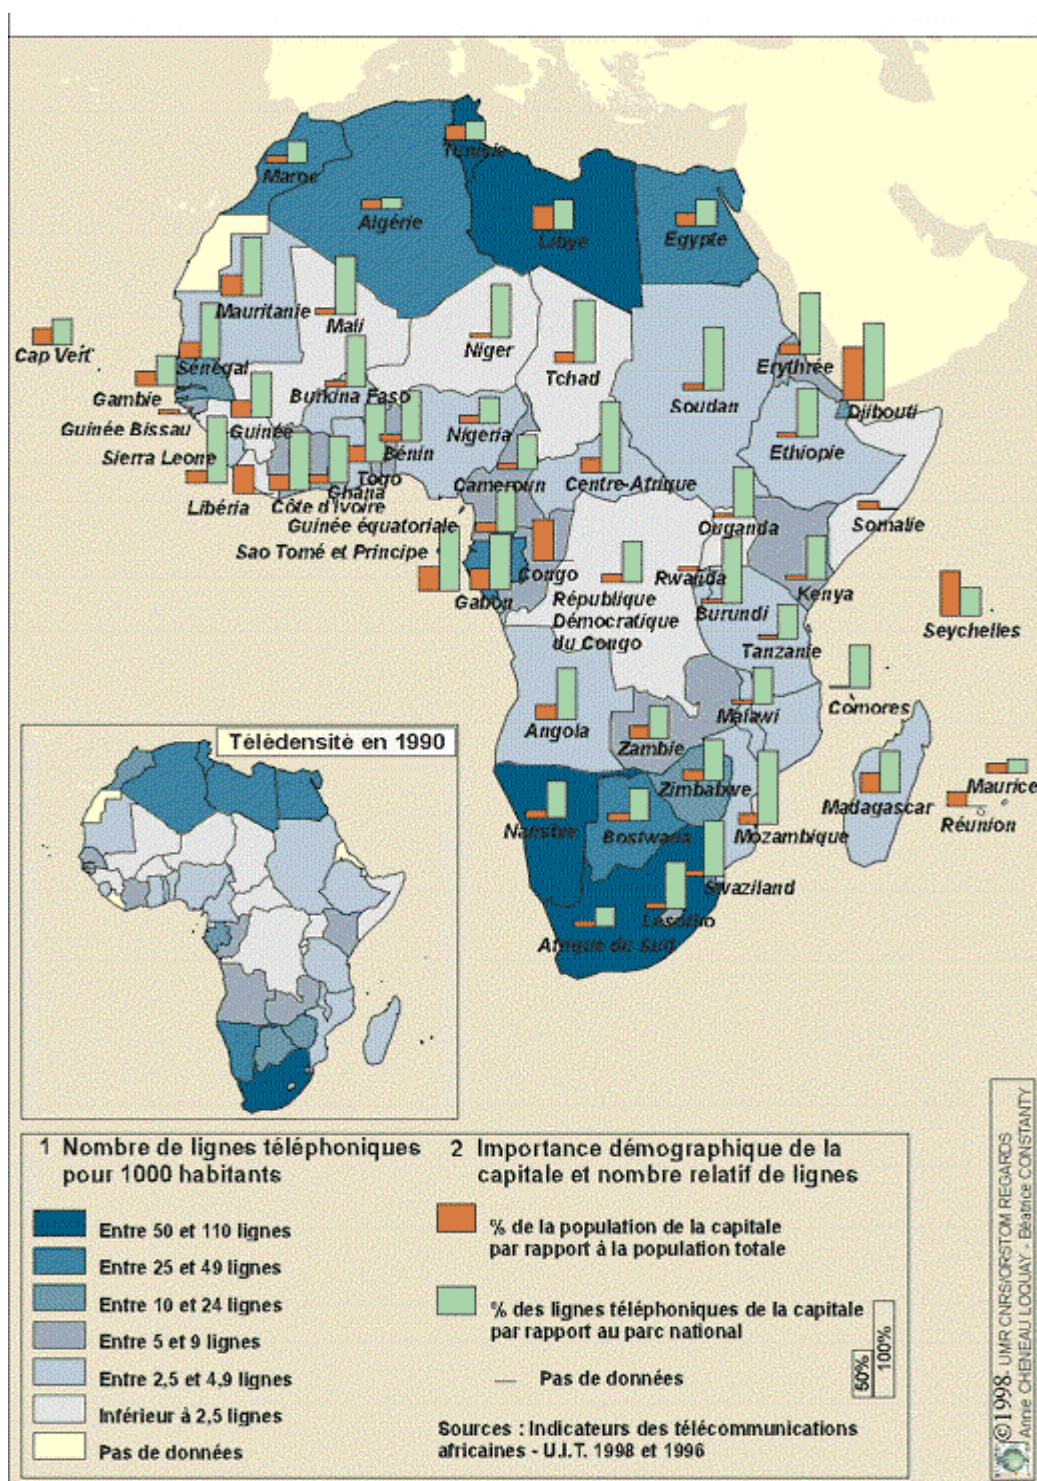 Tunisie
Maroc
Algérie
Libye
Egypte
Mauritanie
Mali
Niger
Tchad
Soudan
Erythrée
Cap Vert
Sénégal
Gambie
Burkina Faso
Djibouti
Guinée Bissau
Guinée
Bénin
Nigeria
Ethiopie
Sierra Leone
Togo
Ghana
Cameroun
Centre-Afrique
Libéria
Côte d'Ivoire
Guinée équatoriale
Ouganda
Somalie
Sao Tomé et Principe
Gabon
Congo
Rwanda
Kenya
République
Démocratique
du Congo
Burundi
Tanzanie
Seychelles
Angola
Zambie
Malawi
Comores
Zimbabwe
Mozambique
Madagascar
Maurice
Réunion
Bostwana
Swaziland
Lesotho
Afrique du Sud
Télédensité en 1990
1 Nombre de lignes téléphoniques
pour 1000 habitants
Entre 50 et 110 lignes
Entre 25 et 49 lignes
Entre 10 et 24 lignes
Entre 5 et 9 lignes
Entre 2,5 et 4,9 lignes
Inférieur à 2,5 lignes
Pas de données
2 Importance démographique de la
capitale et nombre relatif de lignes
% de la population de la capitale
par rapport à la population totale
% des lignes téléphoniques de la capitale
par rapport au parc national
50%
100%
Pas de données
Sources : Indicateurs des télécommunications
africaines - U.I.T. 1998 et 1996
©1998- UMR CNRS/ORSTOM REGARDS
Annie CHENEAU LOQUAY - Béatrice CONSTANTY